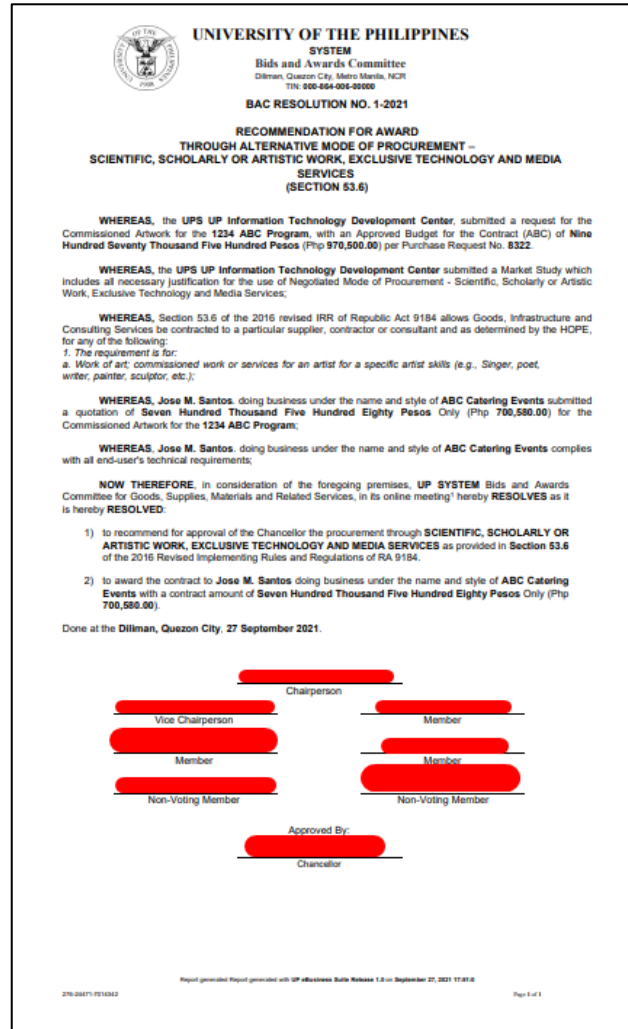 UNIVERSITY OF THE PHILIPPINES
SYSTEM
Bids and Awards Committee
Diliman, Quezon City, Metro Manila, NCR
TIN: 000-864-006-00000
BAC RESOLUTION NO. 1-2021
RECOMMENDATION FOR AWARD
THROUGH ALTERNATIVE MODE OF PROCUREMENT –
SCIENTIFIC, SCHOLARLY OR ARTISTIC WORK, EXCLUSIVE TECHNOLOGY AND MEDIA
SERVICES
(SECTION 53.6)
WHEREAS, the UPS UP Information Technology Development Center, submitted a request for the
Commissioned Artwork for the 1234 ABC Program, with an Approved Budget for the Contract (ABC) of Nine
Hundred Seventy Thousand Five Hundred Pesos (Php 970,500.00) per Purchase Request No. 8322.
WHEREAS, the UPS UP Information Technology Development Center submitted a Market Study which
includes all necessary justification for the use of Negotiated Mode of Procurement - Scientific, Scholarly or Artistic
Work, Exclusive Technology and Media Services;
WHEREAS, Section 53.6 of the 2016 revised IRR of Republic Act 9184 allows Goods, Infrastructure and
Consulting Services be contracted to a particular supplier, contractor or consultant and as determined by the HOPE,
for any of the following:
1. The requirement is for:
a. Work of art; commissioned work or services for an artist for a specific artist skills (e.g., Singer, poet,
writer, painter, sculptor, etc.);
WHEREAS, Jose M. Santos. doing business under the name and style of ABC Catering Events submitted
a quotation of Seven Hundred Thousand Five Hundred Eighty Pesos Only (Php 700,580.00) for the
Commissioned Artwork for the 1234 ABC Program;
WHEREAS, Jose M. Santos. doing business under the name and style of ABC Catering Events complies
with all end-user's technical requirements;
NOW THEREFORE, in consideration of the foregoing premises, UP SYSTEM Bids and Awards
Committee for Goods, Supplies, Materials and Related Services, in its online meeting¹ hereby RESOLVES as it
is hereby RESOLVED:
1) to recommend for approval of the Chancellor the procurement through SCIENTIFIC, SCHOLARLY OR
ARTISTIC WORK, EXCLUSIVE TECHNOLOGY AND MEDIA SERVICES as provided in Section 53.6
of the 2016 Revised Implementing Rules and Regulations of RA 9184.
2) to award the contract to Jose M. Santos doing business under the name and style of ABC Catering
Events with a contract amount of Seven Hundred Thousand Five Hundred Eighty Pesos Only (Php
700,580.00).
Done at the Diliman, Quezon City, 27 September 2021.
Chairperson
Vice Chairperson
Member
Member
Member
Non-Voting Member
Non-Voting Member
Approved By:
Chancellor
Report generated Report generated with UP eBusiness Suite Release 1.0 on September 27, 2021
Page 1 of 1